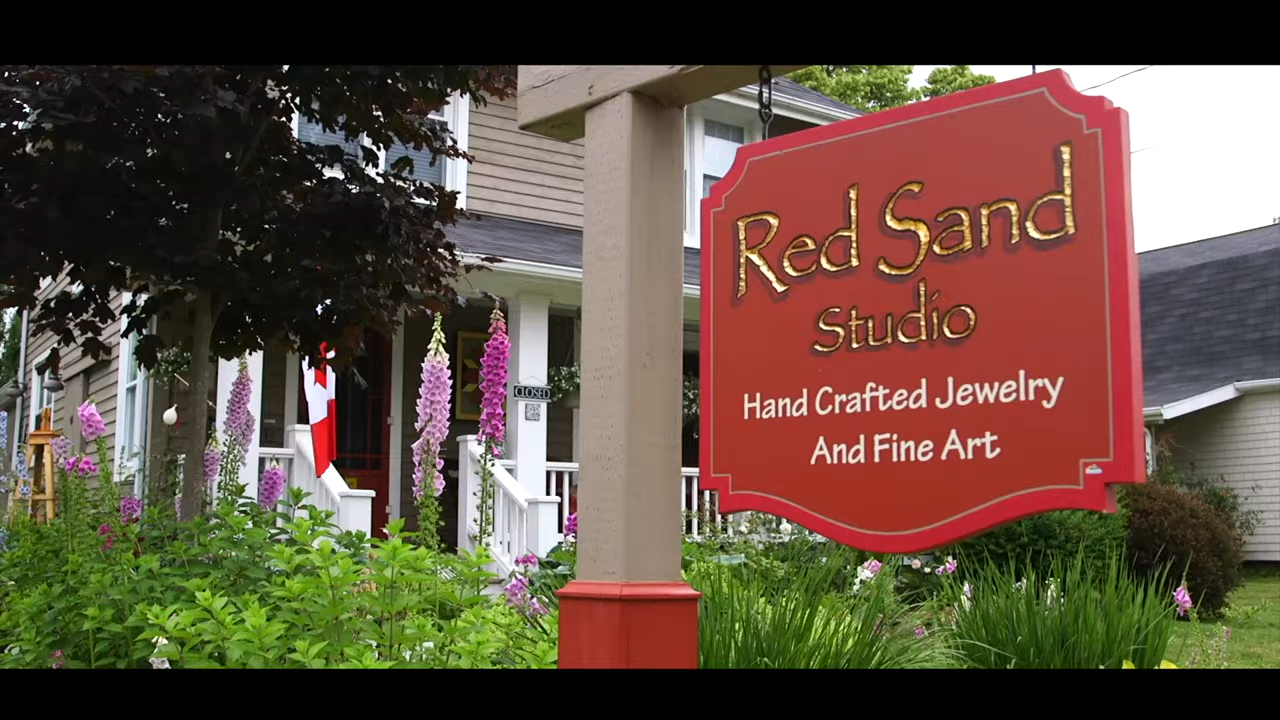 Red Sand
Studio
Hand Crafted Jewelry
And Fine Art
CLOSED